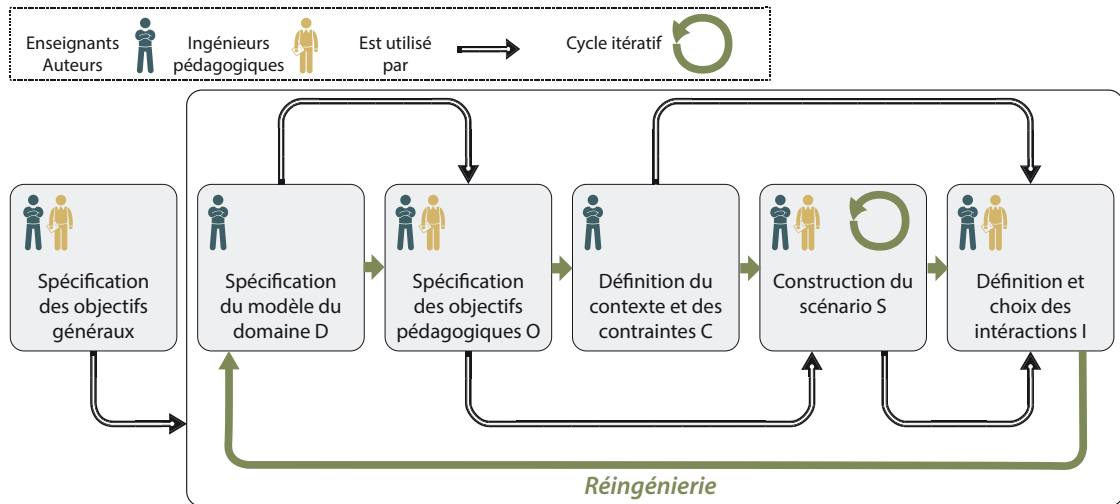 Enseignants
Auteurs
Ingénieurs
pédagogiques
Est utilisé
par
Cycle itératif
Spécification
des objectifs
généraux
Spécification
du modèle du
domaine D
Spécification
des objectifs
pédagogiques O
Définition du
contexte et des
contraintes C
Construction du
scénario S
Définition et
choix des
intéractions I
Réingénierie